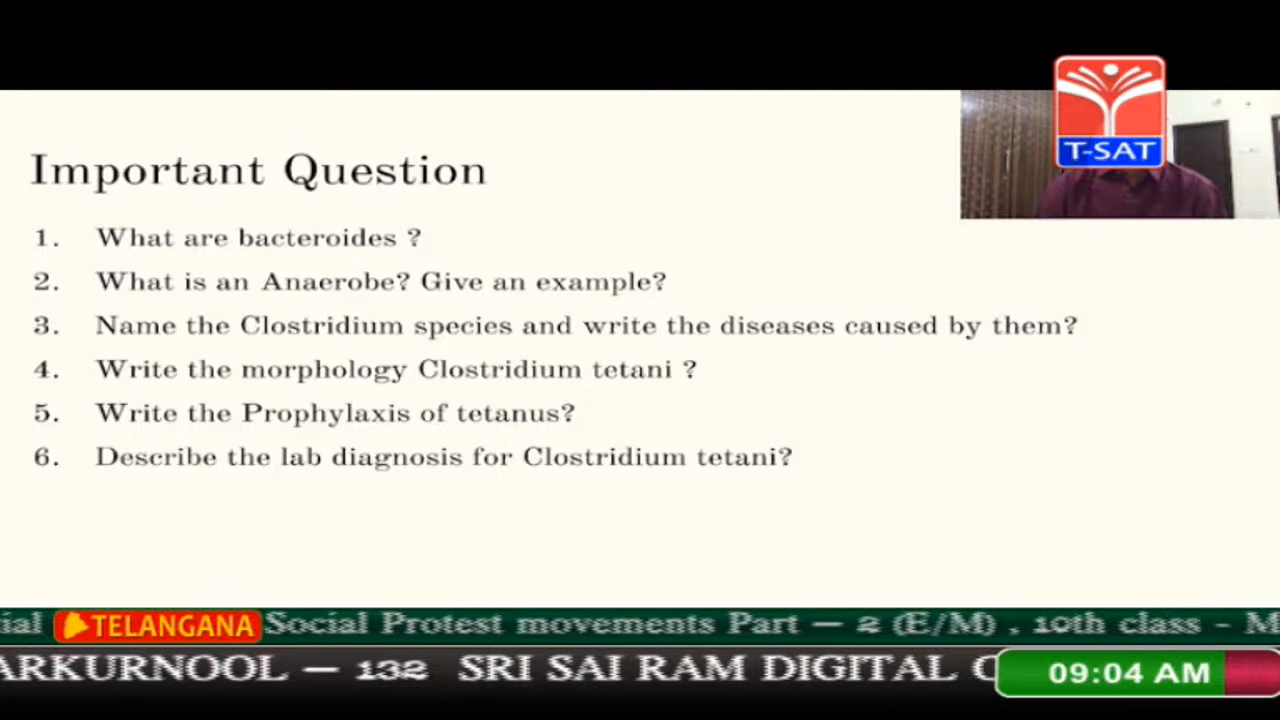 T-SAT
Important Question
1. What are bacteroides ?
2. What is an Anaerobe? Give an example?
3. Name the Clostridium species and write the diseases caused by them?
4. Write the morphology Clostridium tetani ?
5. Write the Prophylaxis of tetanus?
6. Describe the lab diagnosis for Clostridium tetani?
ial TELANGANA Social Protest movements Part – 2 (E/M) , 10th class - M
ARKURNOOL – 132 SRI SAI RAM DIGITAL C
09:04 AM